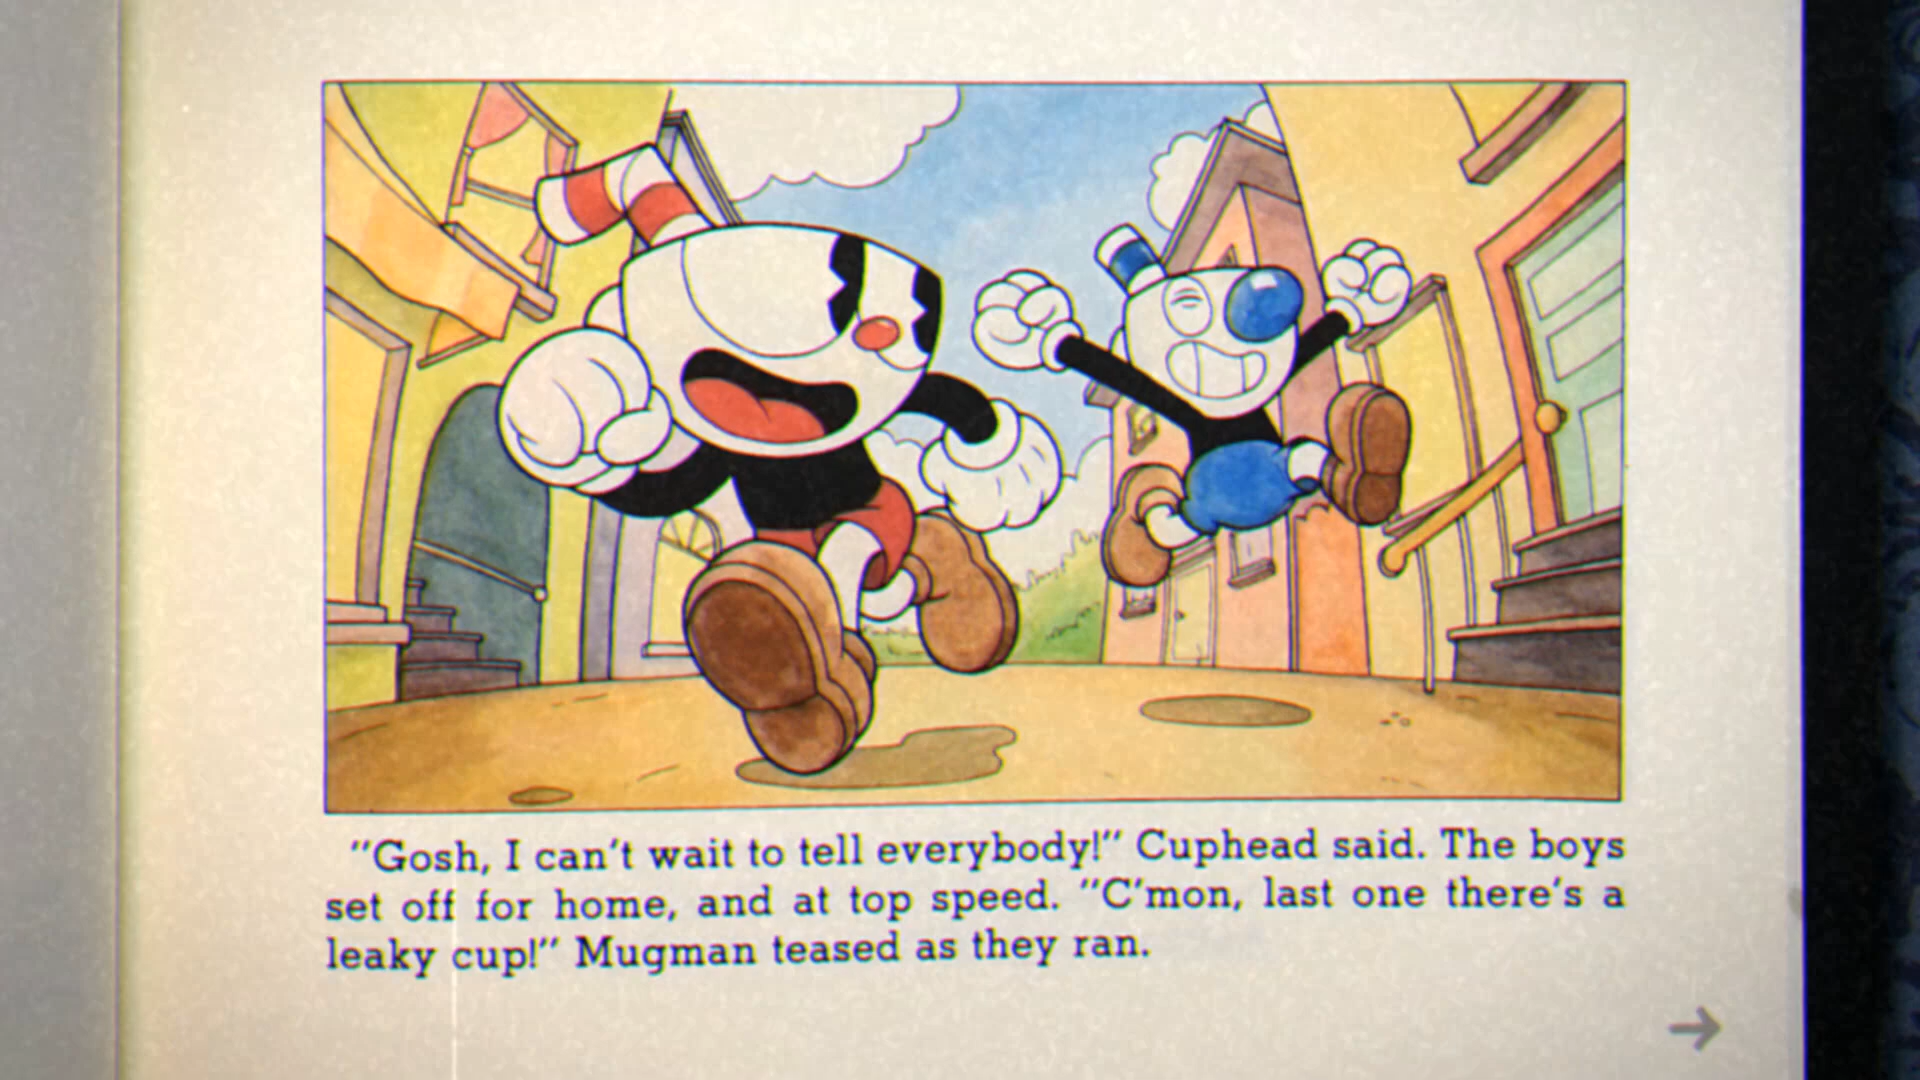 "Gosh, I can't wait to tell everybody!" Cuphead said. The boys
set off for home, and at top speed. "C'mon, last one there's a
leaky cup!" Mugman teased as they ran.